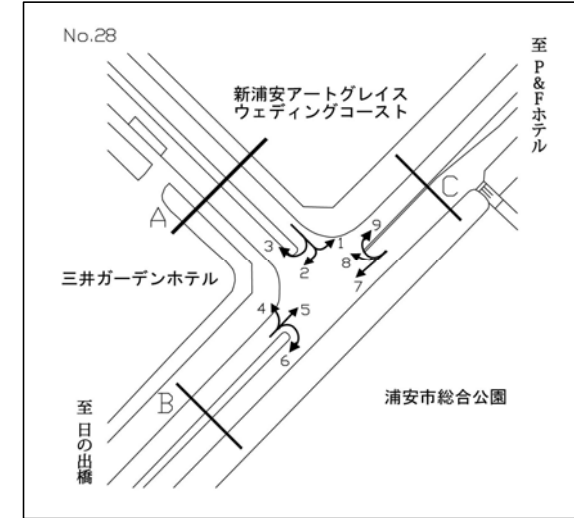 No.28
至 P&Fホテル
新浦安アートグレイス
ウェディングコースト
C
A
9
1
3
2
8
7
三井ガーデンホテル
4
5
6
B
浦安市総合公園
至 日の出橋